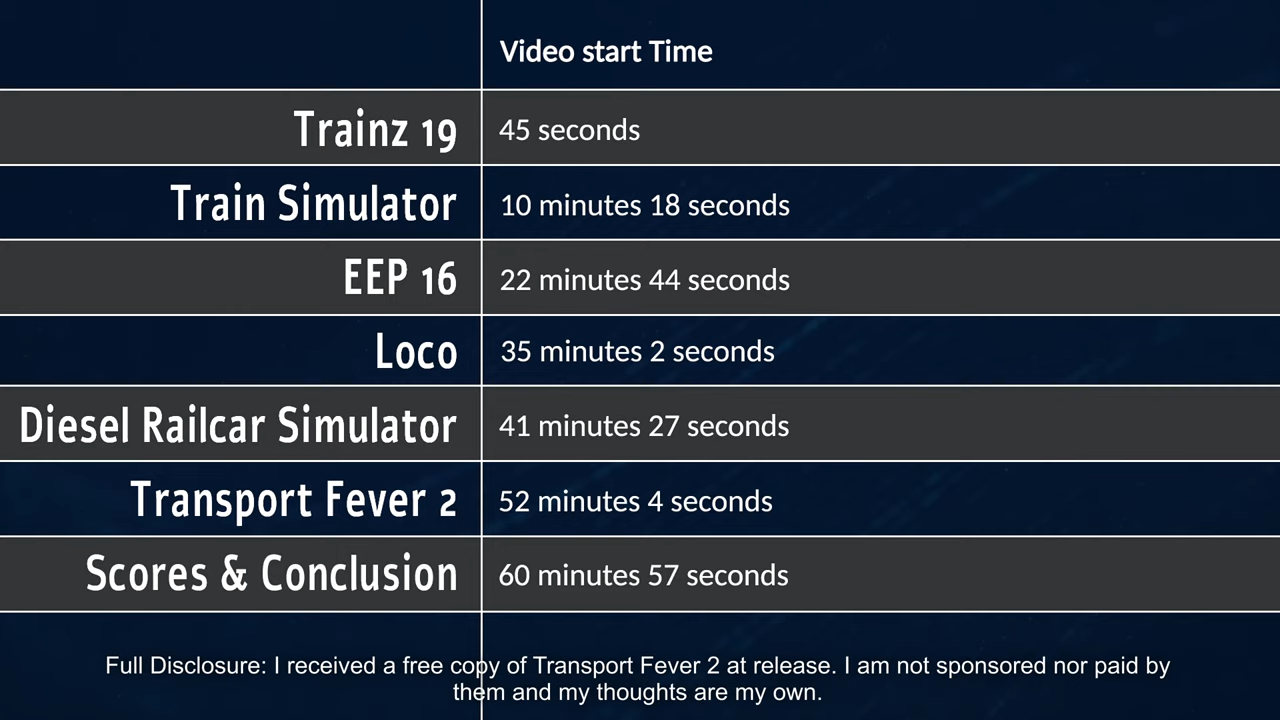 Video start Time
Trainz 19 45 seconds
Train Simulator 10 minutes 18 seconds
EEP 16 22 minutes 44 seconds
Loco 35 minutes 2 seconds
Diesel Railcar Simulator 41 minutes 27 seconds
Transport Fever 2 52 minutes 4 seconds
Scores & Conclusion 60 minutes 57 seconds
Full Disclosure: I received a free copy of Transport Fever 2 at release. I am not sponsored nor paid by
them and my thoughts are my own.